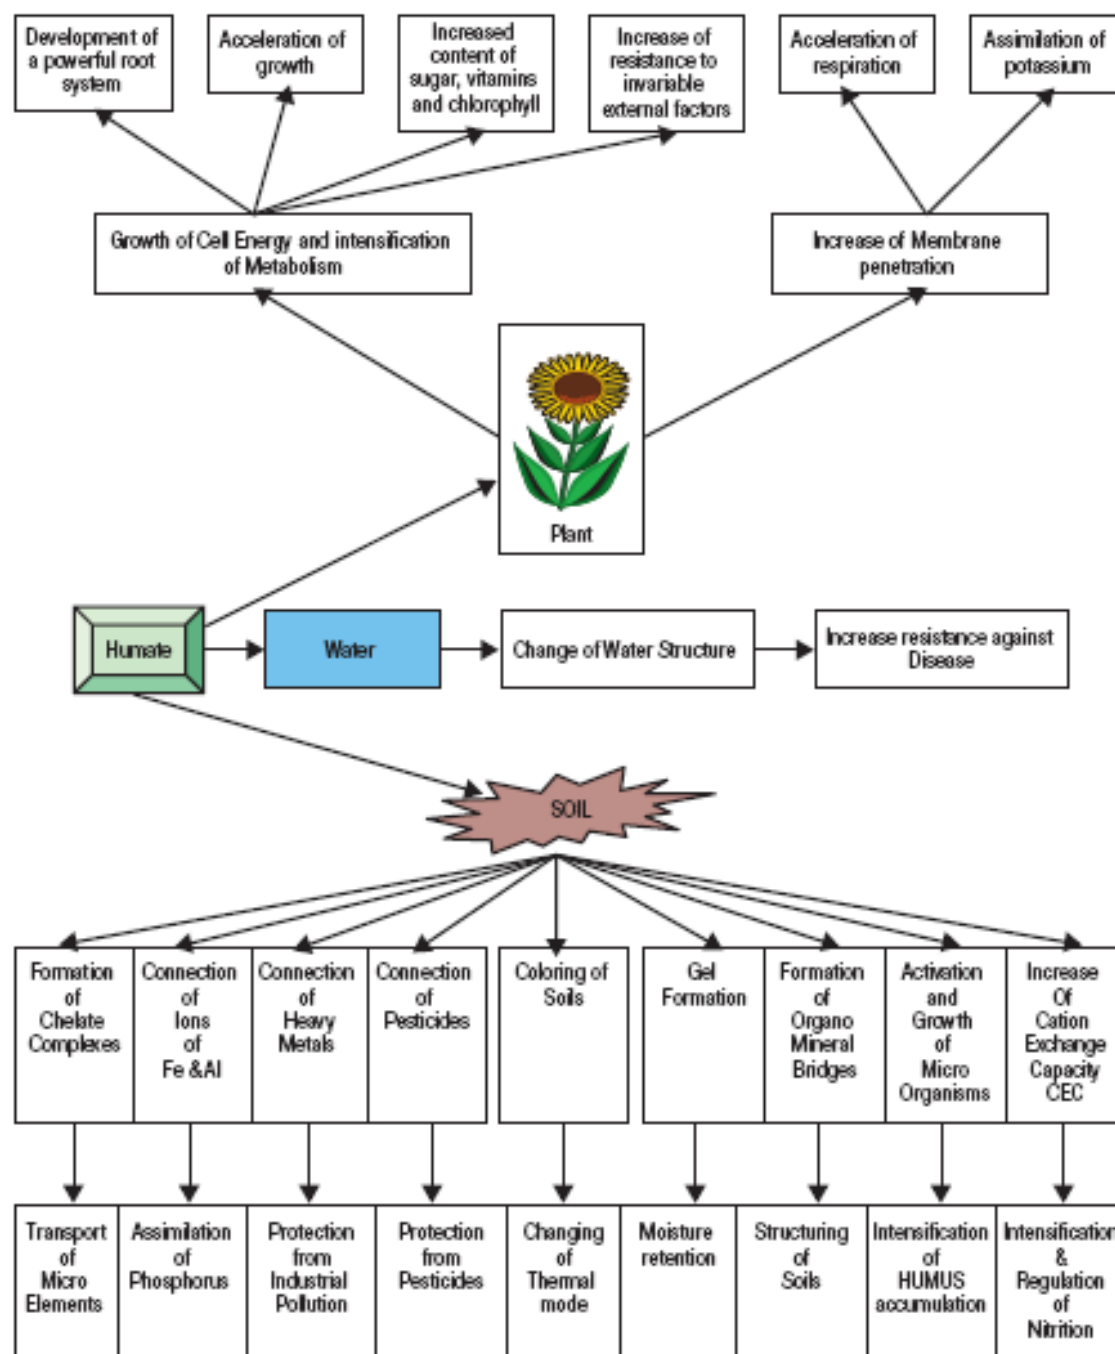 Development of
a powerful root
system
Acceleration of
growth
Increased
content of
sugar, vitamins
and chlorophyll
Increase of
resistance to
invariable
external factors
Acceleration of
respiration
Assimilation of
potassium
Growth of Cell Energy and intensification
of Metabolism
Increase of Membrane
penetration
Plant
Humate
Water
Change of Water Structure
Increase resistance against
Disease
SOIL
Formation
of
Chelate
Complexes
Connection
of
Ions
of
Fe &Al
Connection
of
Heavy
Metals
Connection
of
Pesticides
Coloring of
Soils
Gel
Formation
Formation
of
Organo
Mineral
Bridges
Activation
and
Growth
of
Micro
Organisms
Increase
Of
Cation
Exchange
Capacity
CEC
Transport
of
Micro
Elements
Assimilation
of
Phosphorus
Protection
from
Industrial
Pollution
Protection
from
Pesticides
Changing
of
Thermal
mode
Moisture
retention
Structuring
of
Soils
Intensification
of
HUMUS
accumulation
Intensification
&
Regulation
of
Nitrition